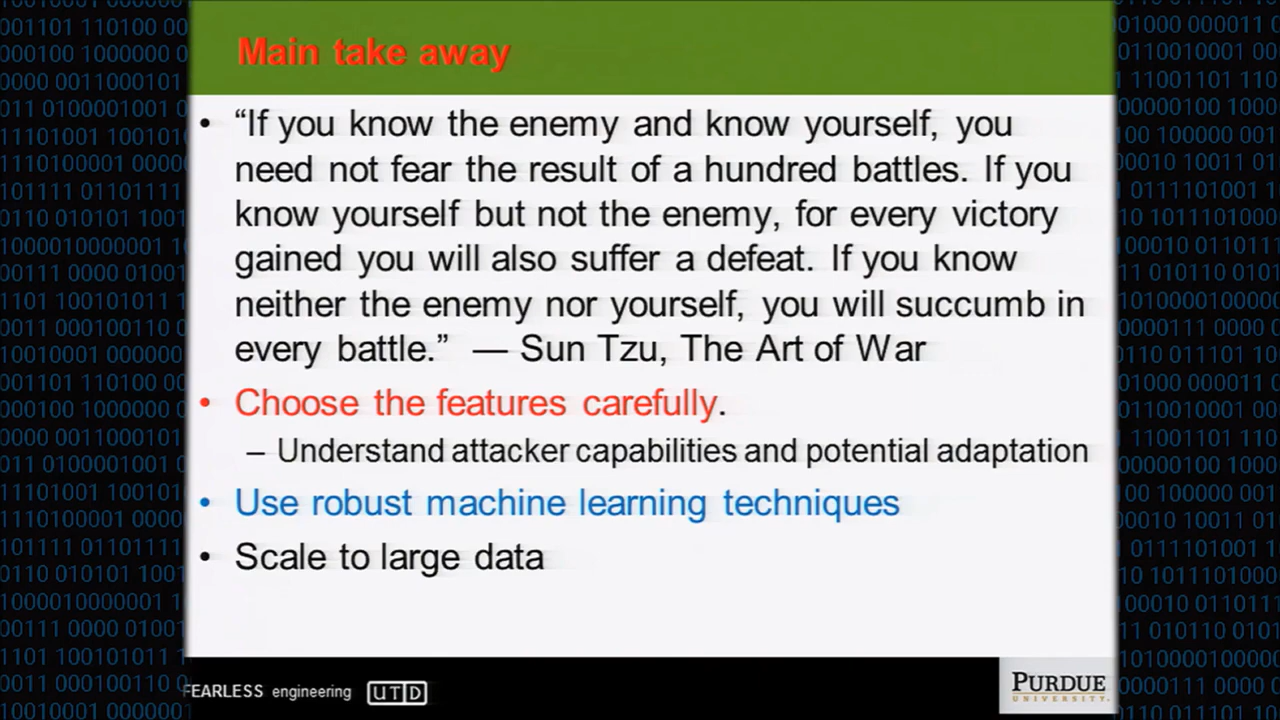 Main take away
• “If you know the enemy and know yourself, you
need not fear the result of a hundred battles. If you
know yourself but not the enemy, for every victory
gained you will also suffer a defeat. If you know
neither the enemy nor yourself, you will succumb in
every battle.” — Sun Tzu, The Art of War
• Choose the features carefully.
– Understand attacker capabilities and potential adaptation
• Use robust machine learning techniques
• Scale to large data
FEARLESS engineering UTD
PURDUE
UNIVERSITY